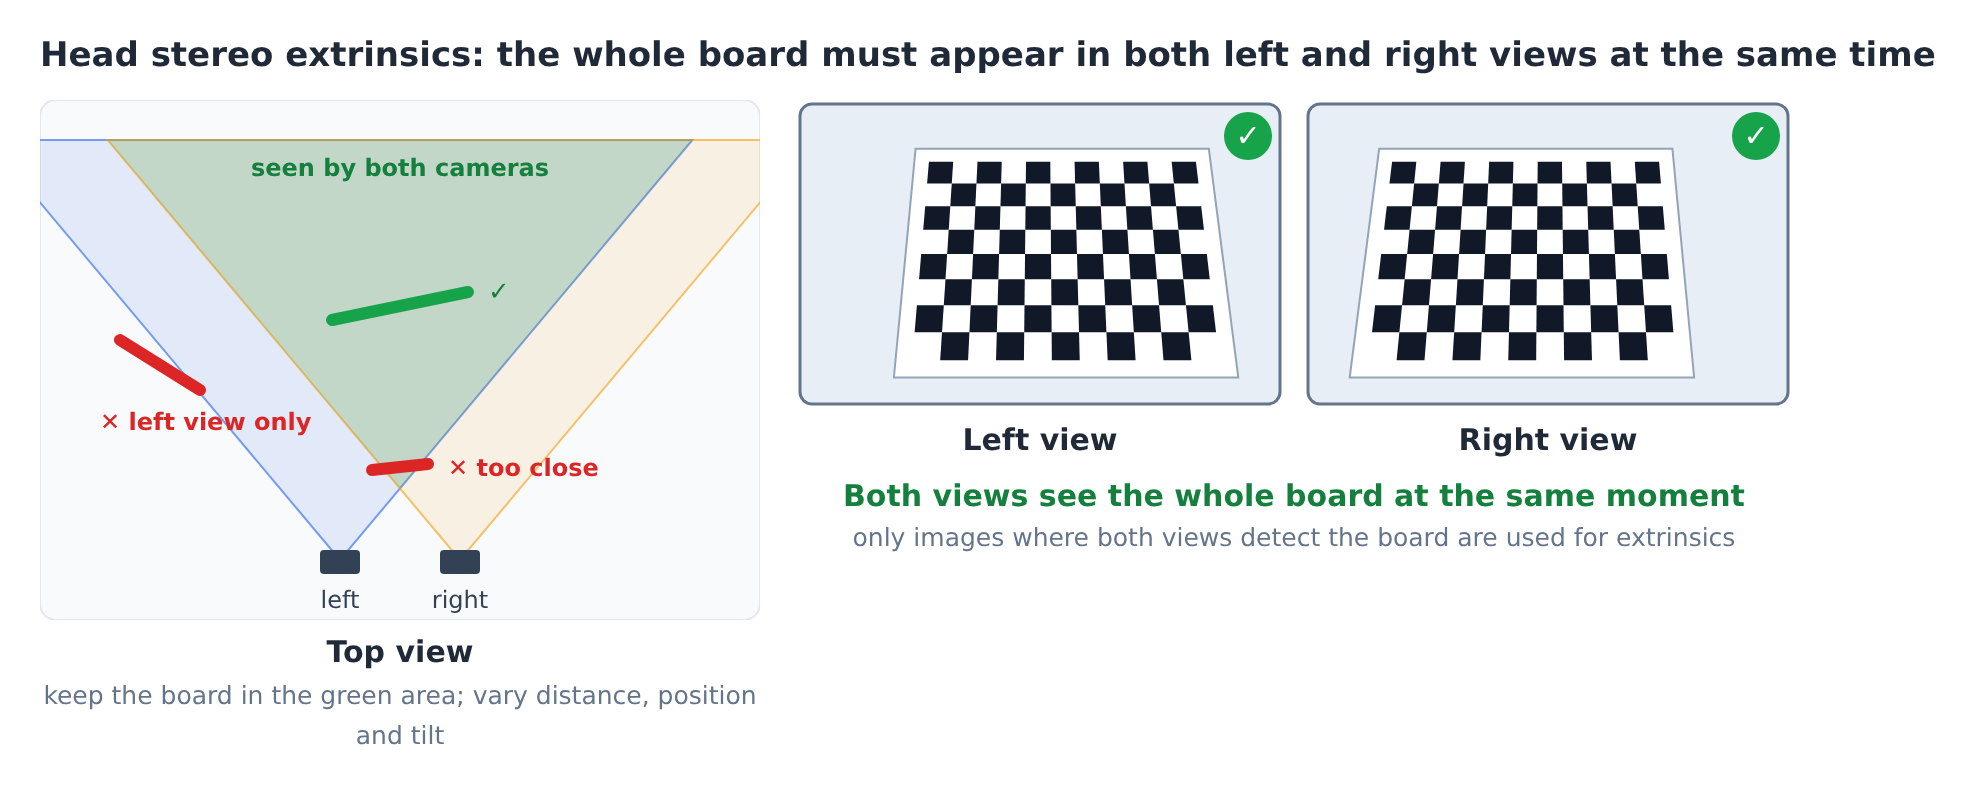 Head stereo extrinsics: the whole board must appear in both left and right views at the same time
seen by both cameras
✓
✕ left view only
✕ too close
left
right
Top view
keep the board in the green area; vary distance, position
and tilt
✓
✓
Left view
Right view
Both views see the whole board at the same moment
only images where both views detect the board are used for extrinsics